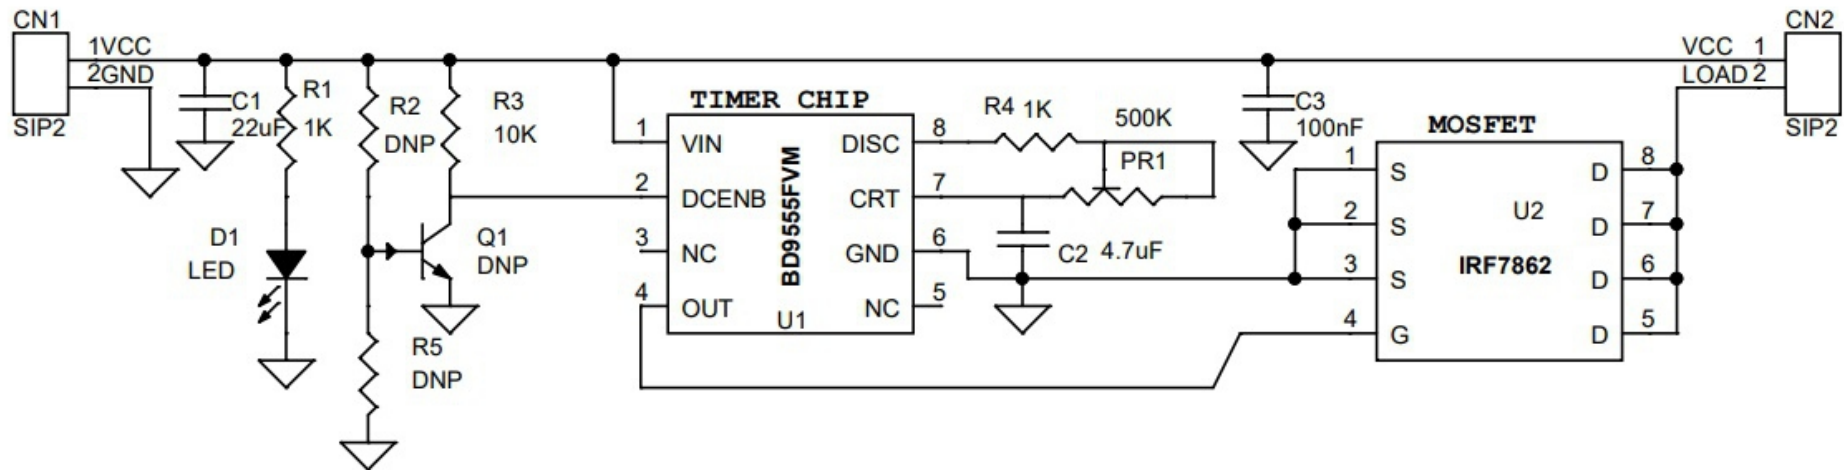 CN1
1VCC
2GND
SIP2
C1
22uF
R1
1K
R2
DNP
R3
10K
D1
LED
Q1
DNP
R5
DNP
TIMER CHIP
1
VIN
2
DCENB
3
NC
4
OUT
BD9555FVM
U1
8
DISC
7
CRT
6
GND
5
NC
R4 1K
500K
PR1
C2 4.7uF
C3
100nF
MOSFET
1
S
2
S
3
S
4
G
U2
IRF7862
8
D
7
D
6
D
5
D
CN2
VCC 1
LOAD 2
SIP2